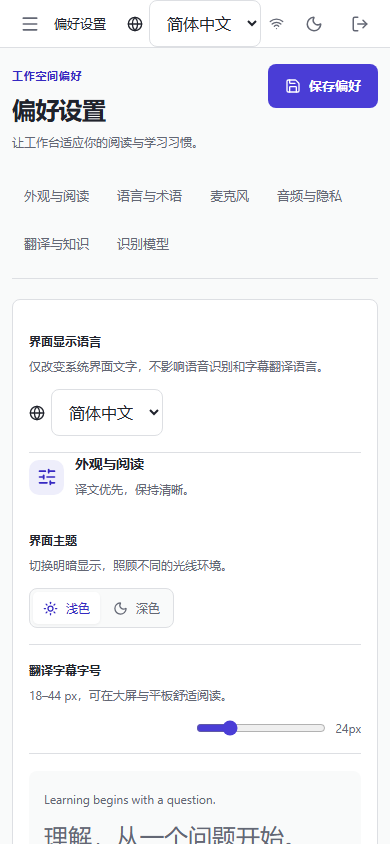 偏好设置
简体中文
工作空间偏好
保存偏好
偏好设置
让工作台适应你的阅读与学习习惯。
外观与阅读 语言与术语 麦克风 音频与隐私
翻译与知识 识别模型
界面显示语言
仅改变系统界面文字，不影响语音识别和字幕翻译语言。
简体中文
外观与阅读
译文优先，保持清晰。
界面主题
切换明暗显示，照顾不同的光线环境。
浅色 深色
翻译字幕字号
18–44 px，可在大屏与平板舒适阅读。
24px
Learning begins with a question.
理解，从一个问题开始。